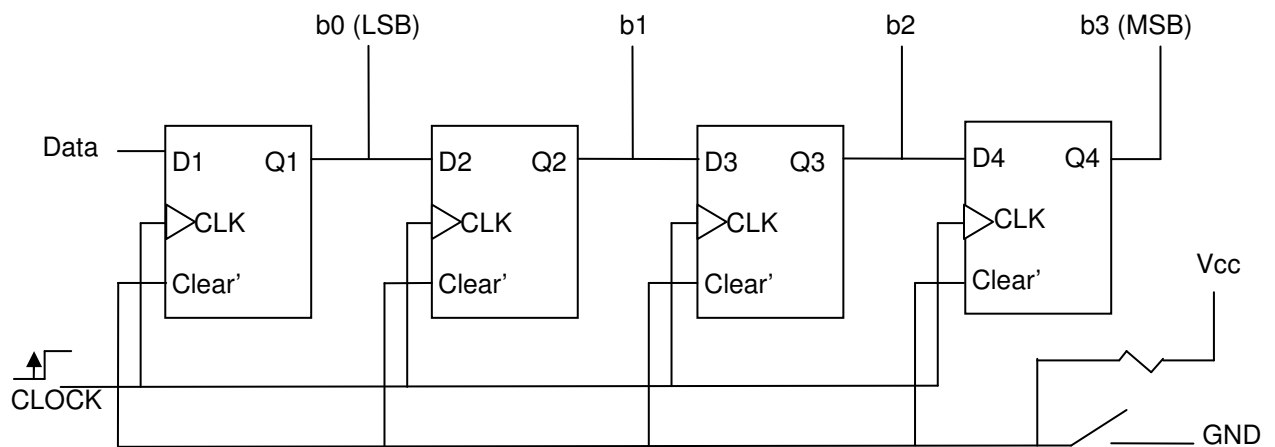 b0 (LSB) b1 b2 b3 (MSB)
Data D1 Q1 D2 Q2 D3 Q3 D4 Q4
CLK CLK CLK CLK
Clear’ Clear’ Clear’ Clear’
Vcc
CLOCK
GND